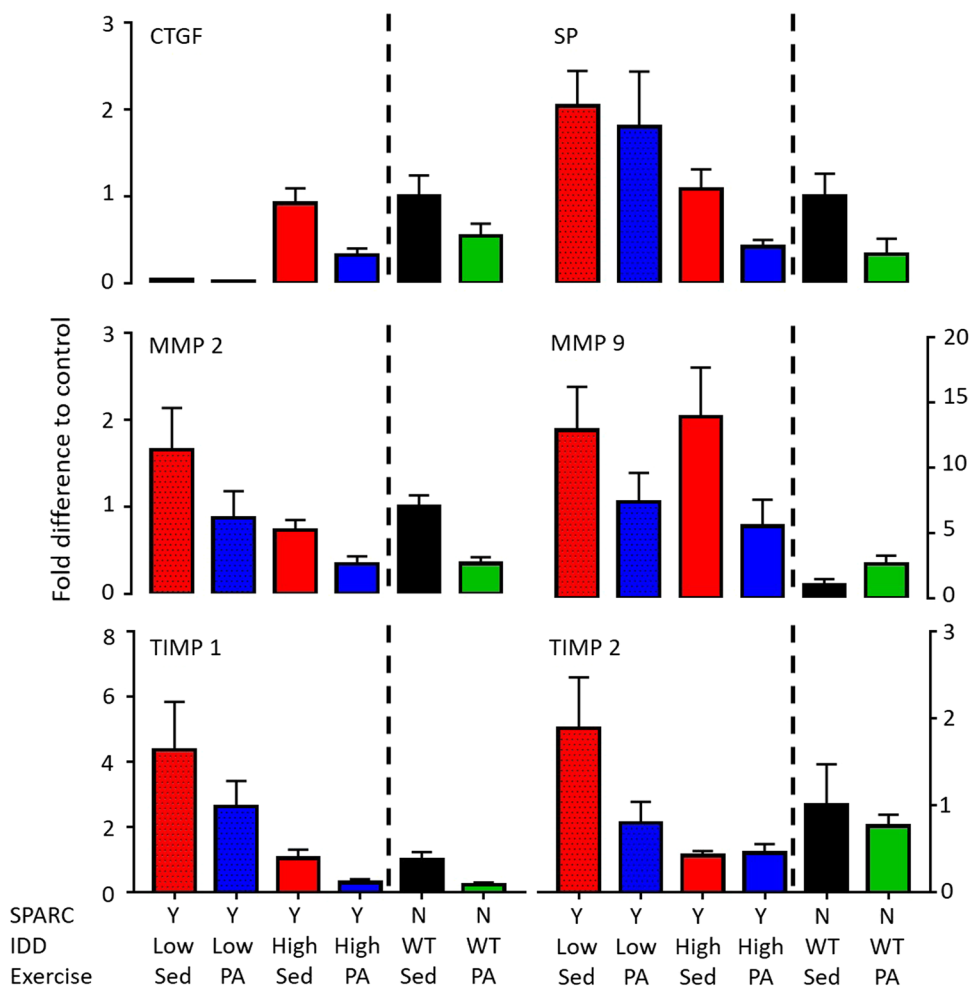 3
CTGF
SP
2
1
0
Fold difference to control
3
MMP 2
MMP 9
20
2
15
1
10
0
5
0
8
TIMP 1
TIMP 2
3
6
2
4
1
2
0
0
SPARC Y Y Y Y N N Y Y Y Y N N
IDD Low Low High High WT WT Low Low High High WT WT
Exercise Sed PA Sed PA Sed PA Sed PA Sed PA Sed PA